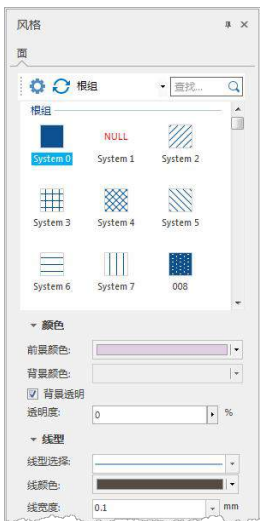 风格
面
根组
查找...
根组
System 0
NULL
System 1
System 2
System 3
System 4
System 5
System 6
System 7
008
颜色
前景颜色:
背景颜色:
背景透明
透明度:
0
%
线型
线型选择:
线颜色:
线宽度:
0.1
mm